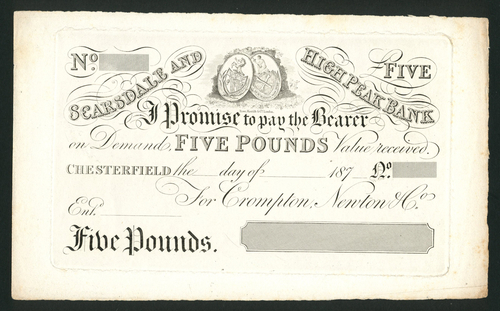 No.
SCARSDALE AND
HIGH PEAK BANK
£FIVE
I Promise to pay the Bearer
on Demand FIVE POUNDS Value received.
CHESTERFIELD the day of 187 No.
For Crompton, Newton & Co.
Entd.
Five Pounds.